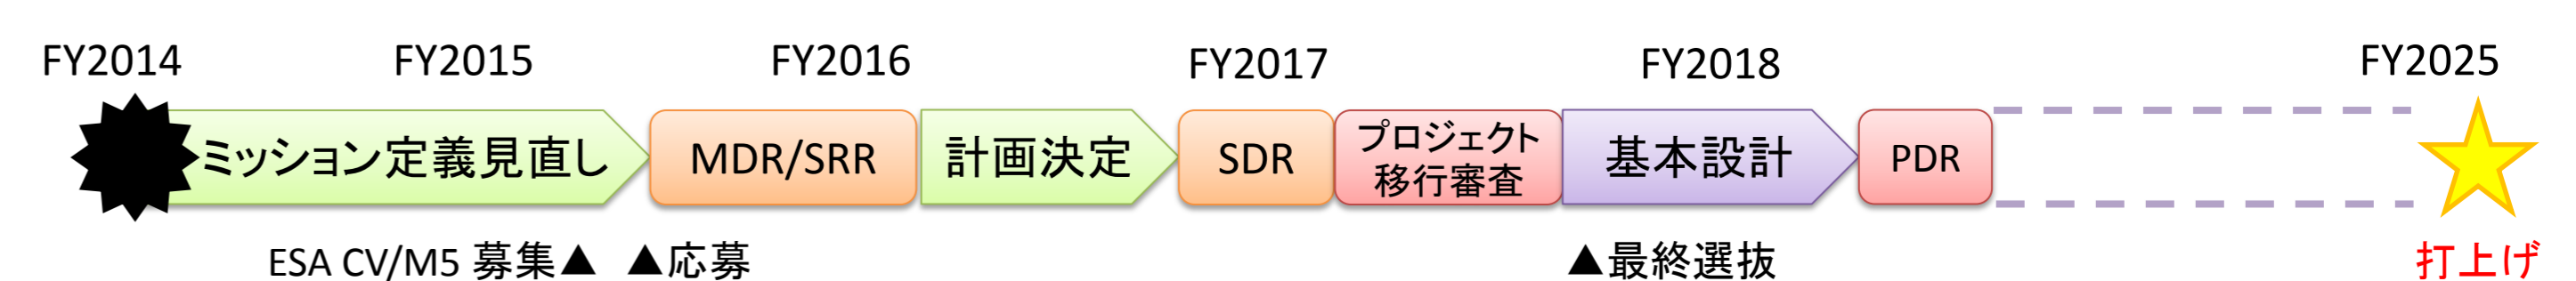 FY2014 FY2015 FY2016 FY2017 FY2018 FY2025
ミッション定義見直し MDR/SRR 計画決定 SDR プロジェクト
移行審査 基本設計 PDR
ESA CV/M5 募集▲ ▲応募 ▲最終選抜 打上げ